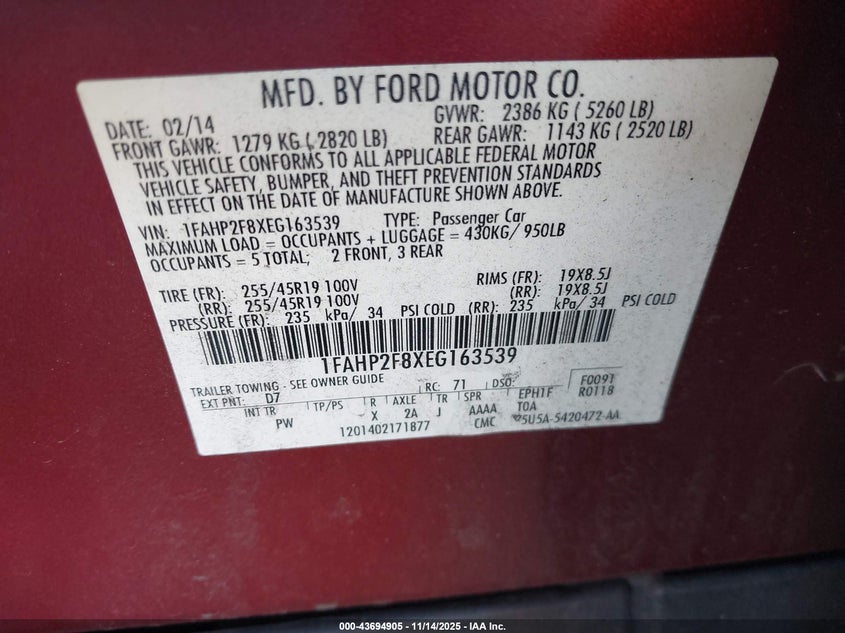 MFD. BY FORD MOTOR CO.
DATE: 02/14 GVWR: 2386 KG ( 5260 LB)
FRONT GAWR: 1279 KG ( 2820 LB) REAR GAWR: 1143 KG ( 2520 LB)
THIS VEHICLE CONFORMS TO ALL APPLICABLE FEDERAL MOTOR
VEHICLE SAFETY, BUMPER, AND THEFT PREVENTION STANDARDS
IN EFFECT ON THE DATE OF MANUFACTURE SHOWN ABOVE.
VIN: 1FAHP2F8XEG163539 TYPE: Passenger Car
MAXIMUM LOAD = OCCUPANTS + LUGGAGE = 430KG/ 950LB
OCCUPANTS = 5 TOTAL; 2 FRONT, 3 REAR
TIRE (FR): 255/45R19 100V RIMS (FR): 19X8.5J
(RR): 255/45R19 100V (RR): 19X8.5J
PRESSURE (FR): 235 kPa/ 34 PSI COLD (RR): 235 kPa/ 34 PSI COLD
1FAHP2F8XEG163539
TRAILER TOWING - SEE OWNER GUIDE
EXT PNT: D7 RC: 71 DSO: F0091
INT TR TP/PS R AXLE TR SPR EPH1F R0118
PW X 2A J AAAA TOA
1201402171877 CMC 5U5A-5420472-AA
000-43694905 - 11/14/2025 - IAA Inc.